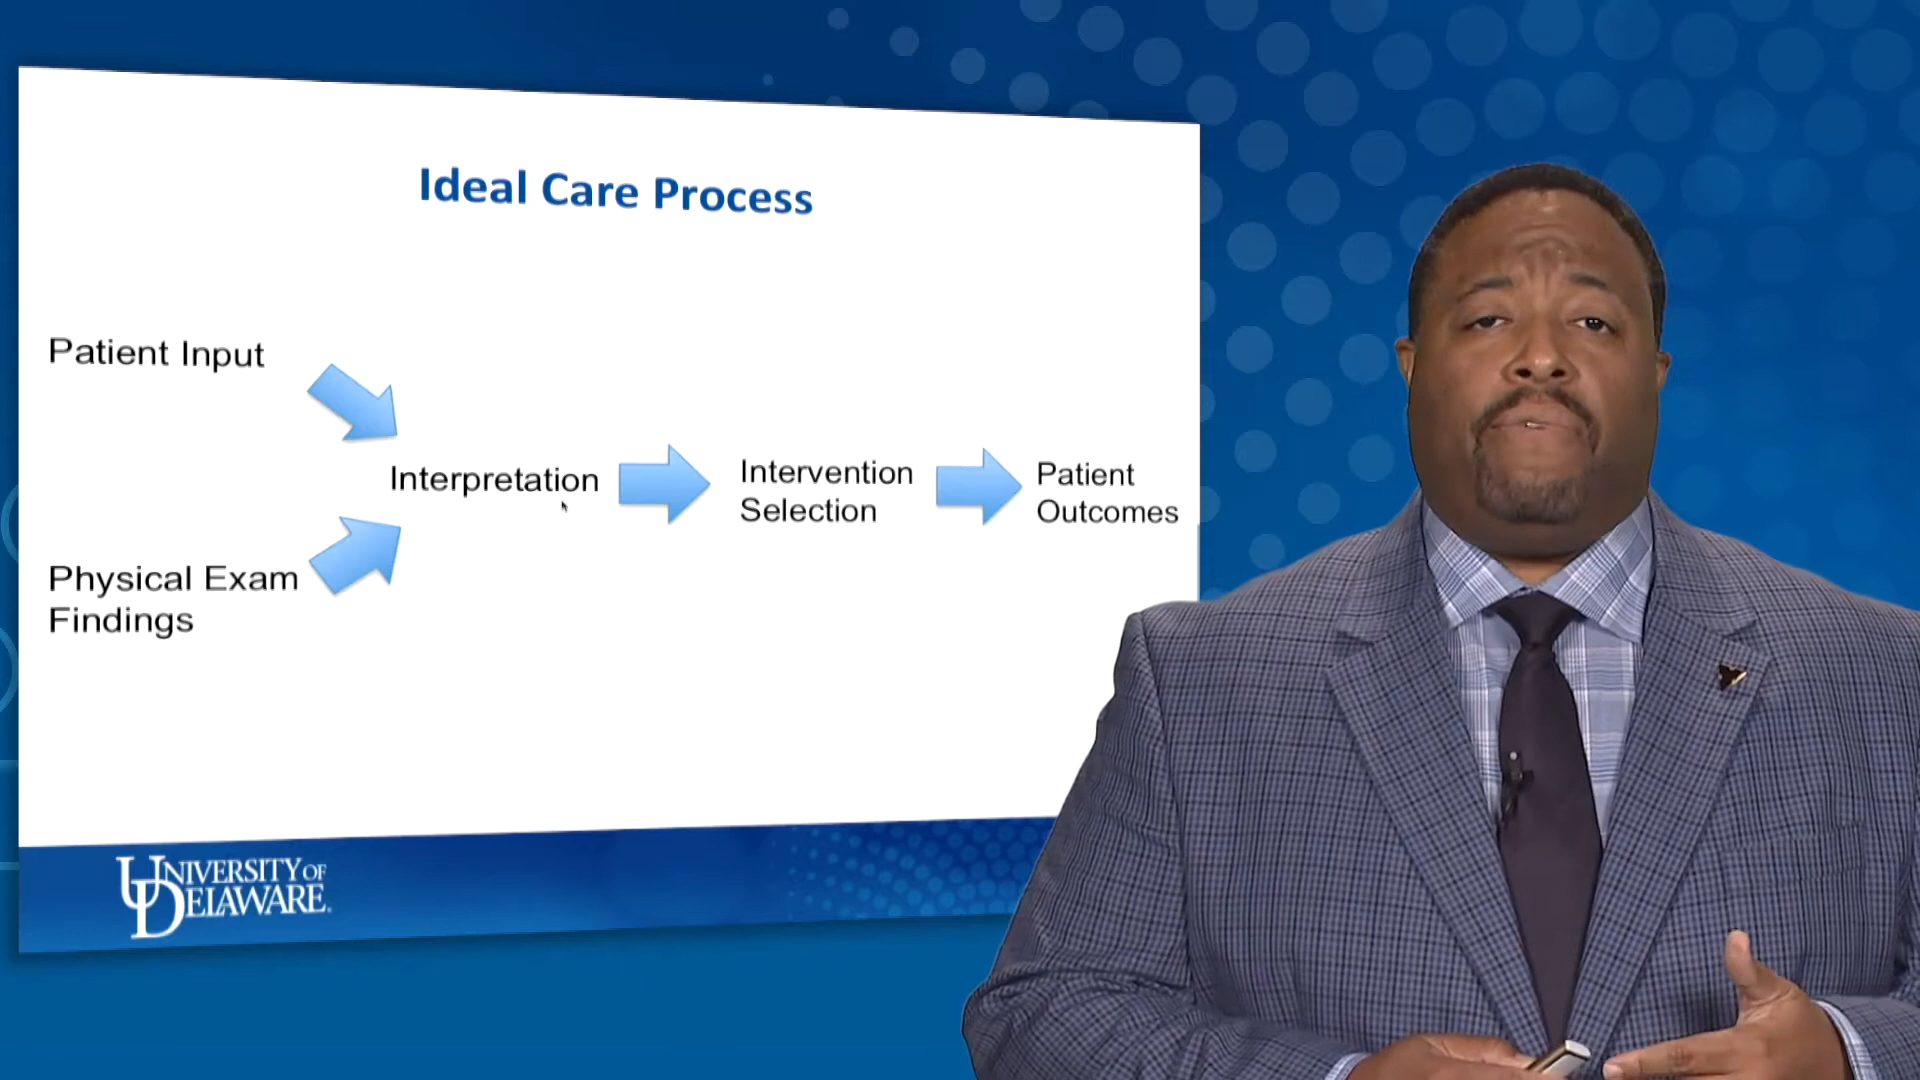 Ideal Care Process
Patient Input
Interpretation
Intervention
Selection
Patient
Outcomes
Physical Exam
Findings
UNIVERSITY OF
DELAWARE